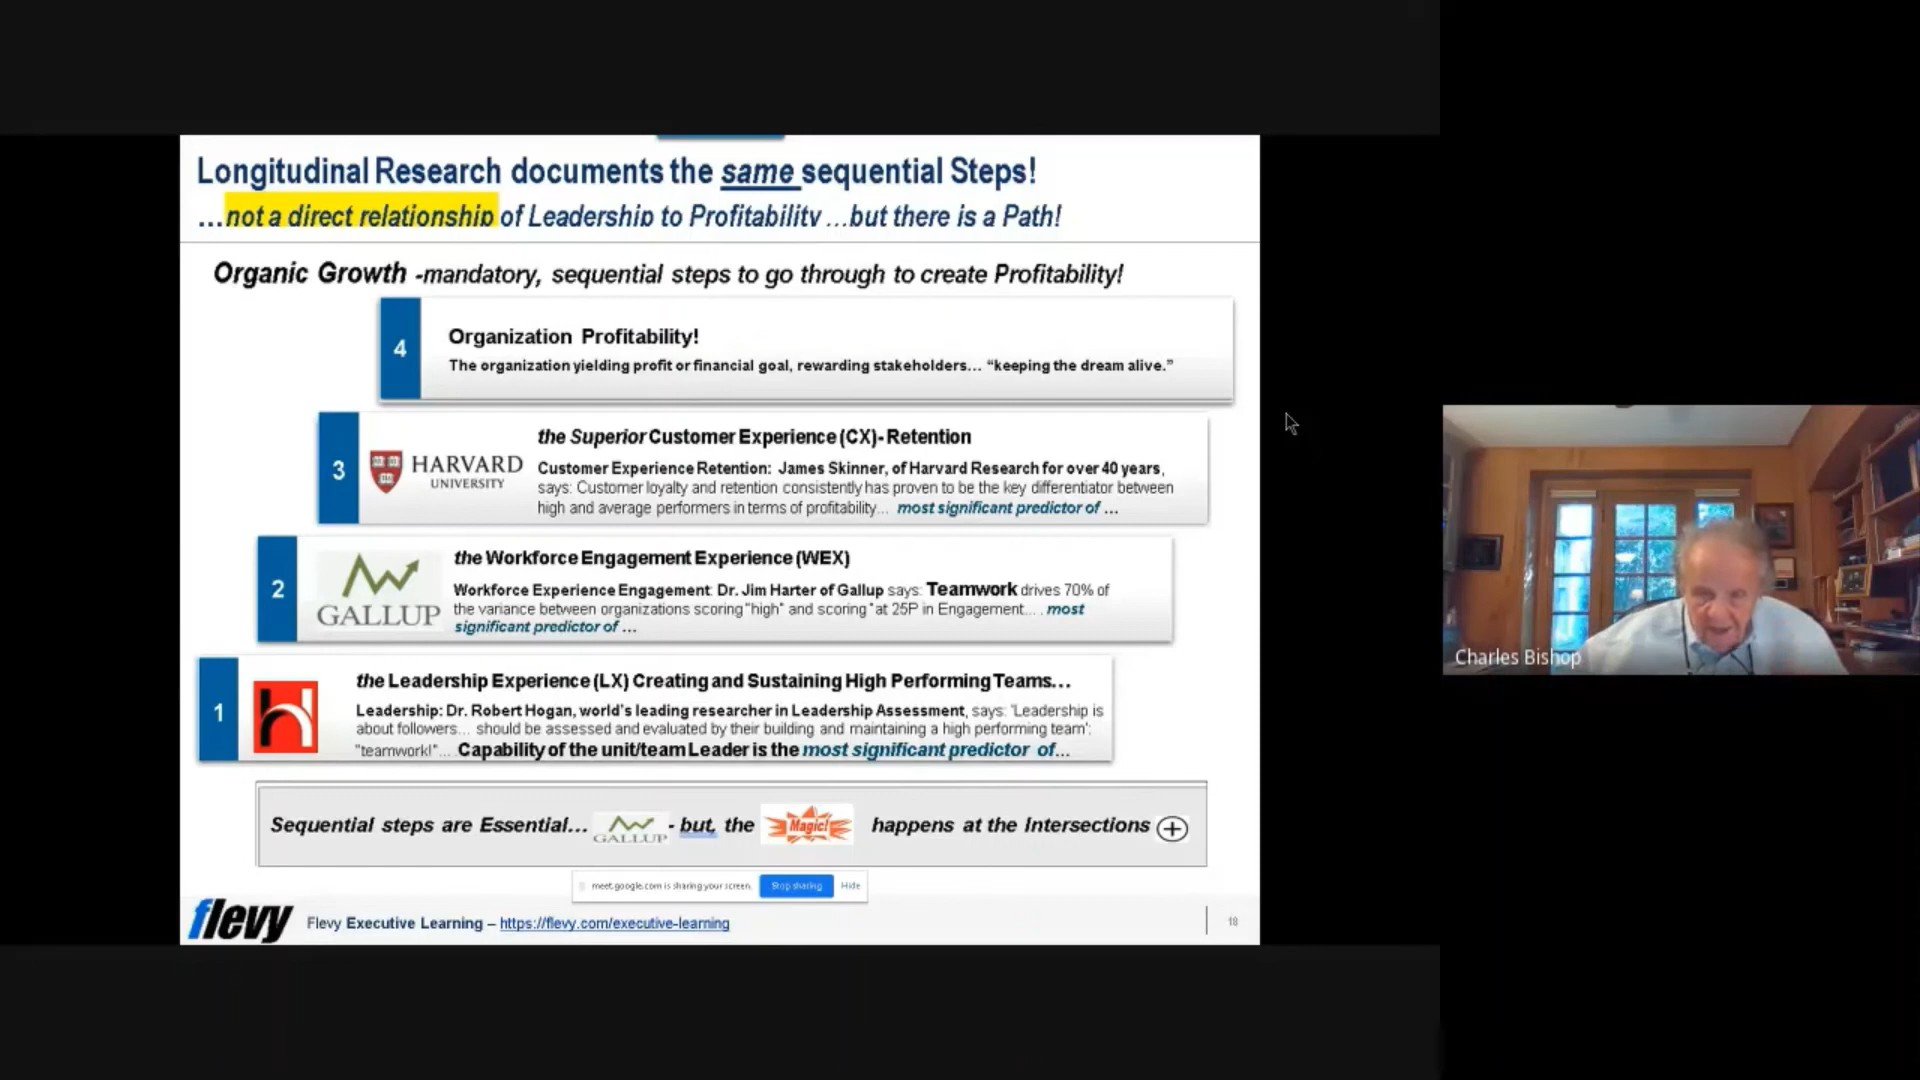 Longitudinal Research documents the same sequential Steps!
...not a direct relationship of Leadership to Profitability ...but there is a Path!
Organic Growth -mandatory, sequential steps to go through to create Profitability!
4
Organization Profitability!
The organization yielding profit or financial goal, rewarding stakeholders... “keeping the dream alive.”
3
HARVARD
UNIVERSITY
the Superior Customer Experience (CX)- Retention
Customer Experience Retention: James Skinner, of Harvard Research for over 40 years,
says: Customer loyalty and retention consistently has proven to be the key differentiator between
high and average performers in terms of profitability... most significant predictor of ...
2
GALLUP
the Workforce Engagement Experience (WEX)
Workforce Experience Engagement: Dr. Jim Harter of Gallup says: Teamwork drives 70% of
the variance between organizations scoring "high" and scoring "at 25P in Engagement.... most
significant predictor of ...
1
h
the Leadership Experience (LX) Creating and Sustaining High Performing Teams...
Leadership: Dr. Robert Hogan, world's leading researcher in Leadership Assessment, says: 'Leadership is
about followers... should be assessed and evaluated by their building and maintaining a high performing team':
"teamwork!"... Capability of the unit/team Leader is the most significant predictor of...
Sequential steps are Essential... GALLUP - but, the Magic! happens at the Intersections +
meet.google.com is sharing your screen. Stop sharing Hide
flevy Flevy Executive Learning – https://flevy.com/executive-learning 18
Charles Bishop